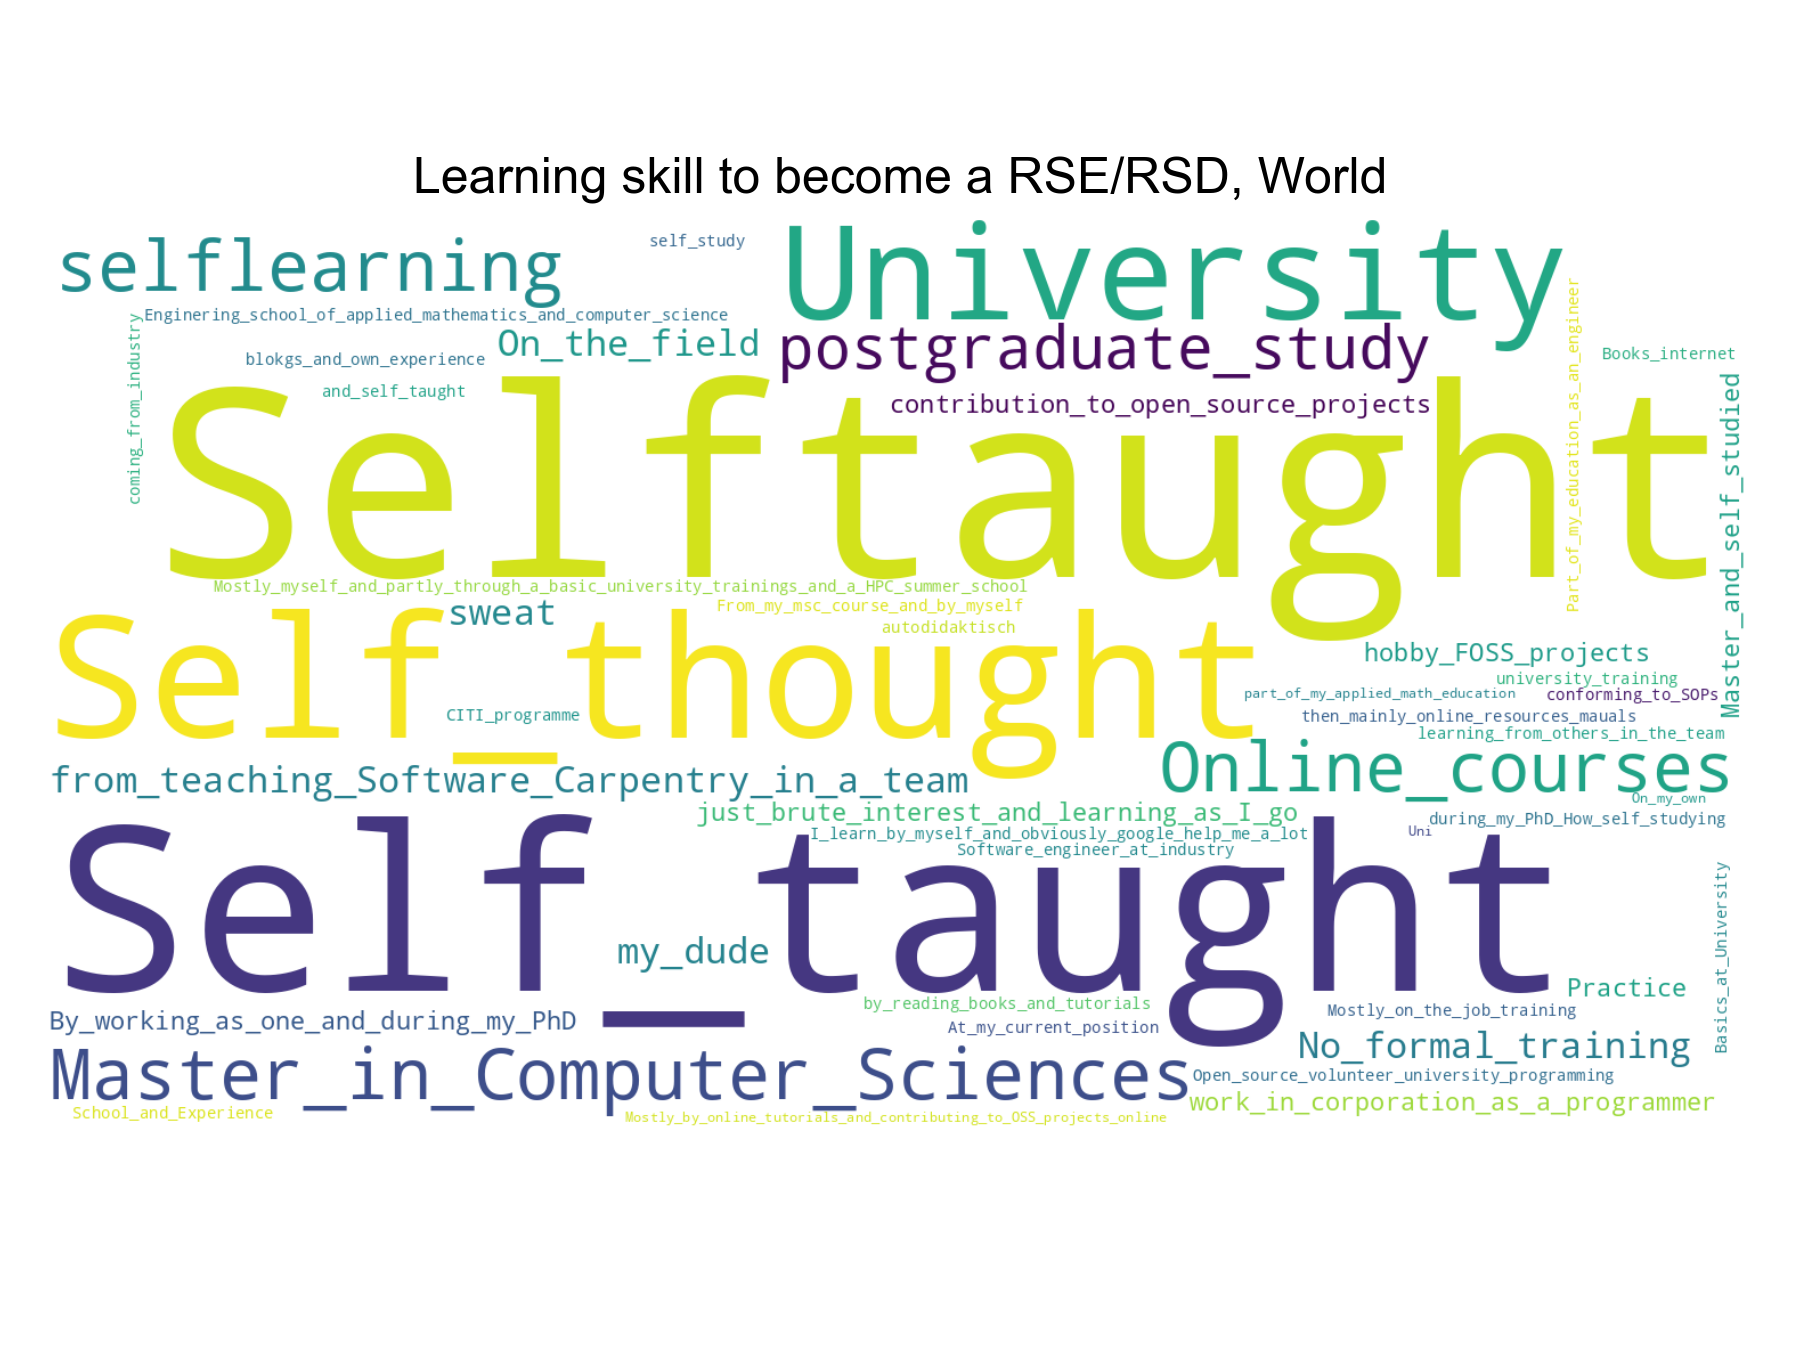 Learning skill to become a RSE/RSD, World
selflearning
self_study
University
Enginering_school_of_applied_mathematics_and_computer_science
coming_from_industry
On_the_field
postgraduate_study
blokgs_and_own_experience
Books_internet
and_self_taught
contribution_to_open_source_projects
Part_of_my_education_as_an_engineer
Master_and_self_studied
Selftaught
Mostly_myself_and_partly_through_a_basic_university_trainings_and_a_HPC_summer_school
sweat
From_my_msc_course_and_by_myself
autodidaktisch
Self_thought
hobby_FOSS_projects
university_training
part_of_my_applied_math_education
conforming_to_SOPs
CITI_programme
then_mainly_online_resources_mauals
learning_from_others_in_the_team
from_teaching_Software_Carpentry_in_a_team
Online_courses
On_my_own
just_brute_interest_and_learning_as_I_go
during_my_PhD_How_self_studying
I_learn_by_myself_and_obviously_google_help_me_a_lot
Uni
Software_engineer_at_industry
Self_taught
my_dude
Basics_at_University
Practice
by_reading_books_and_tutorials
Mostly_on_the_job_training
By_working_as_one_and_during_my_PhD
At_my_current_position
Master_in_Computer_Sciences
No_formal_training
Open_source_volunteer_university_programming
work_in_corporation_as_a_programmer
School_and_Experience
Mostly_by_online_tutorials_and_contributing_to_OSS_projects_online